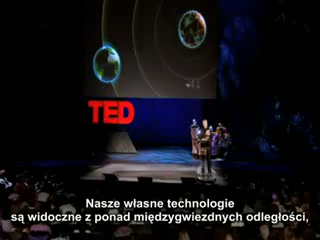 TED
Nasze własne technologie
są widoczne z ponad międzygwiezdnych odległości,